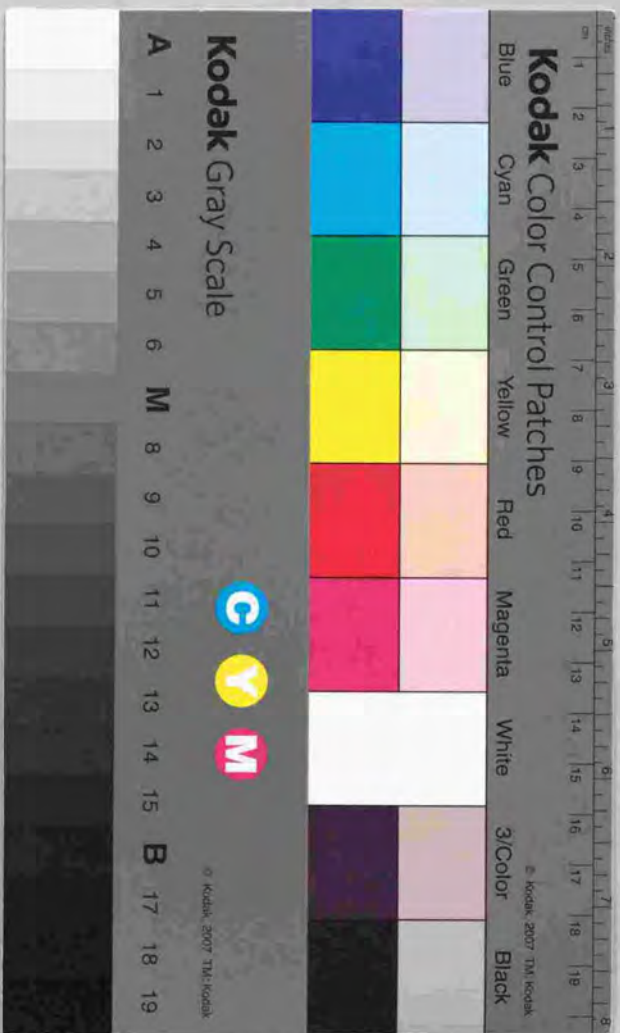 inches 1 2 3 4 5 6 7 8
cm 1 2 3 4 5 6 7 8 9 10 11 12 13 14 15 16 17 18 19
Kodak Color Control Patches
© Kodak, 2007 TM: Kodak
Blue Cyan Green Yellow Red Magenta White 3/Color Black
Kodak Gray Scale
C Y M
© Kodak, 2007 TM: Kodak
A 1 2 3 4 5 6 M 8 9 10 11 12 13 14 15 B 17 18 19